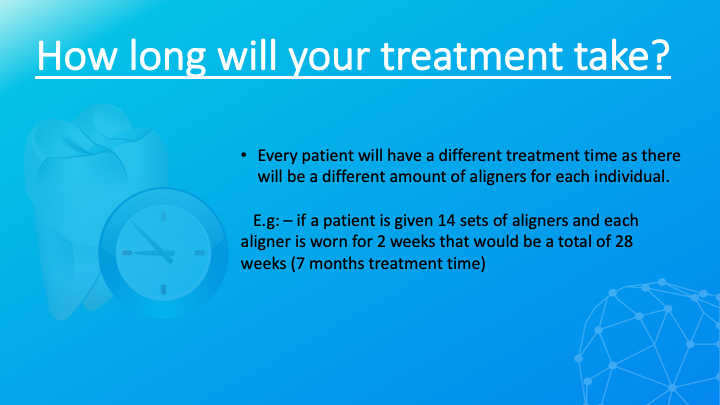 How long will your treatment take?
• Every patient will have a different treatment time as there
will be a different amount of aligners for each individual.
E.g: – if a patient is given 14 sets of aligners and each
aligner is worn for 2 weeks that would be a total of 28
weeks (7 months treatment time)